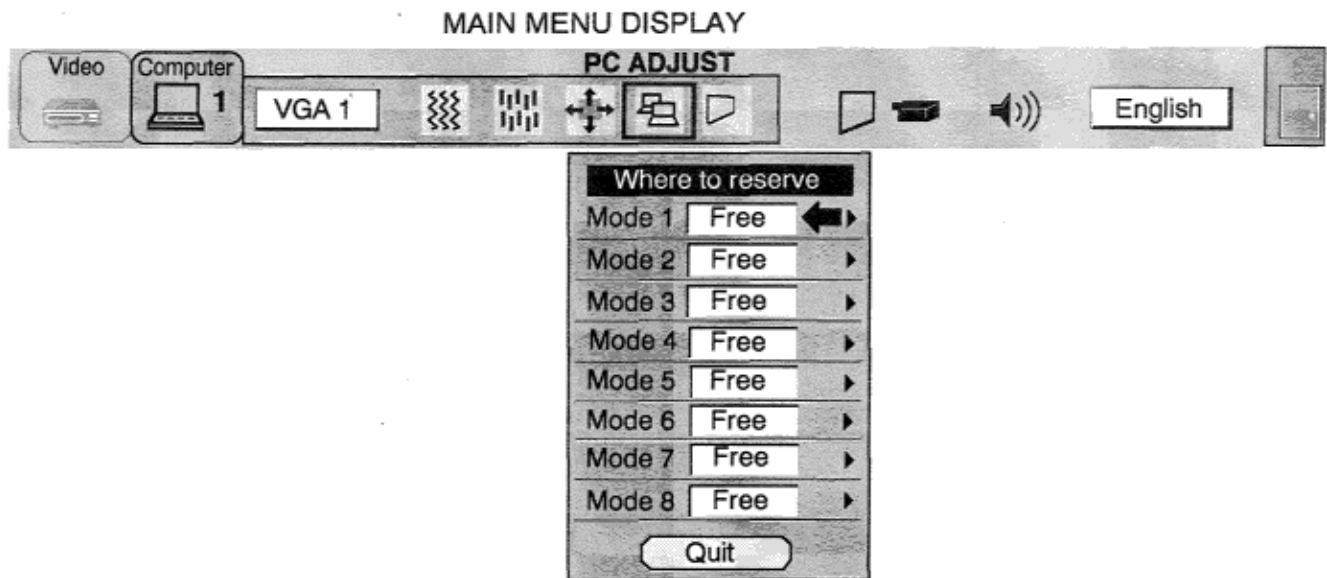 MAIN MENU DISPLAY
Video Computer PC ADJUST
1 VGA 1 English
Where to reserve
Mode 1 Free
Mode 2 Free
Mode 3 Free
Mode 4 Free
Mode 5 Free
Mode 6 Free
Mode 7 Free
Mode 8 Free
Quit